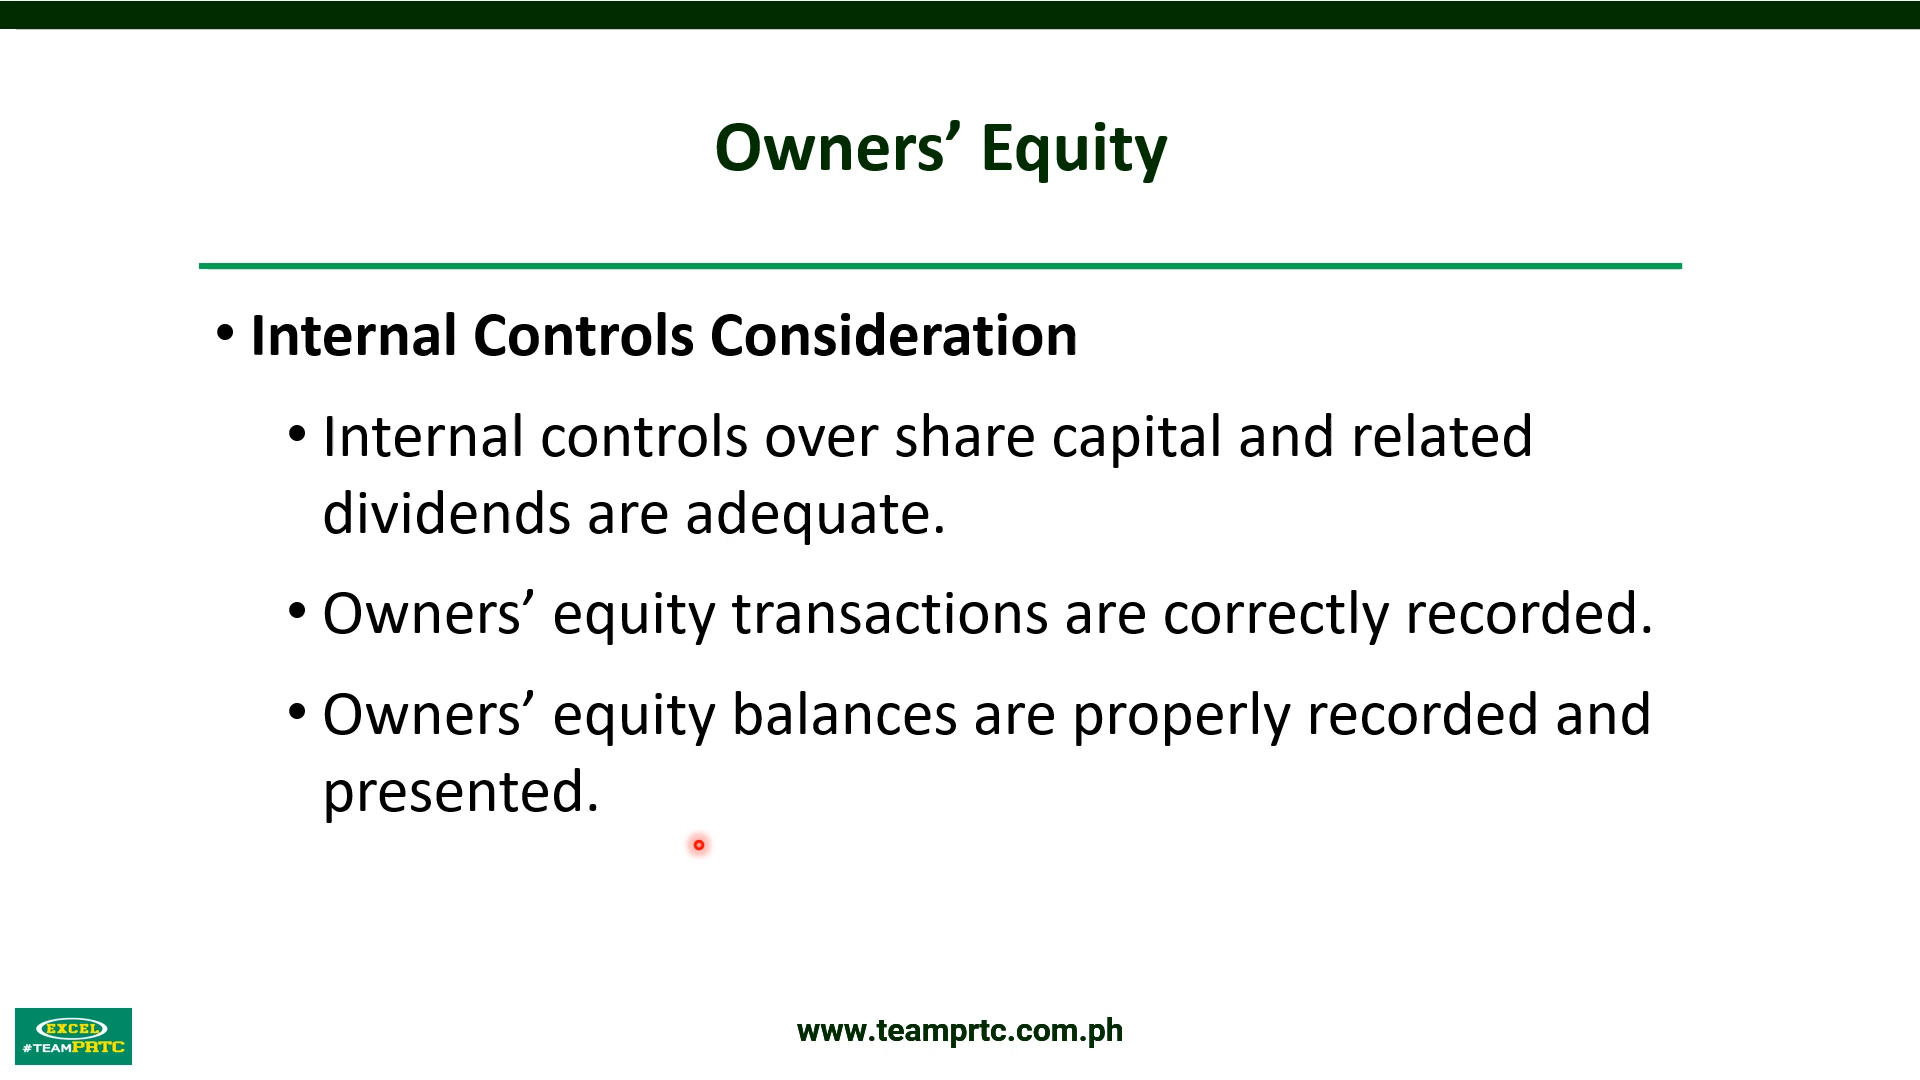 Owners’ Equity
• Internal Controls Consideration
• Internal controls over share capital and related
dividends are adequate.
• Owners’ equity transactions are correctly recorded.
• Owners’ equity balances are properly recorded and
presented.
EXCEL
#TEAMPRTC
www.teamprtc.com.ph